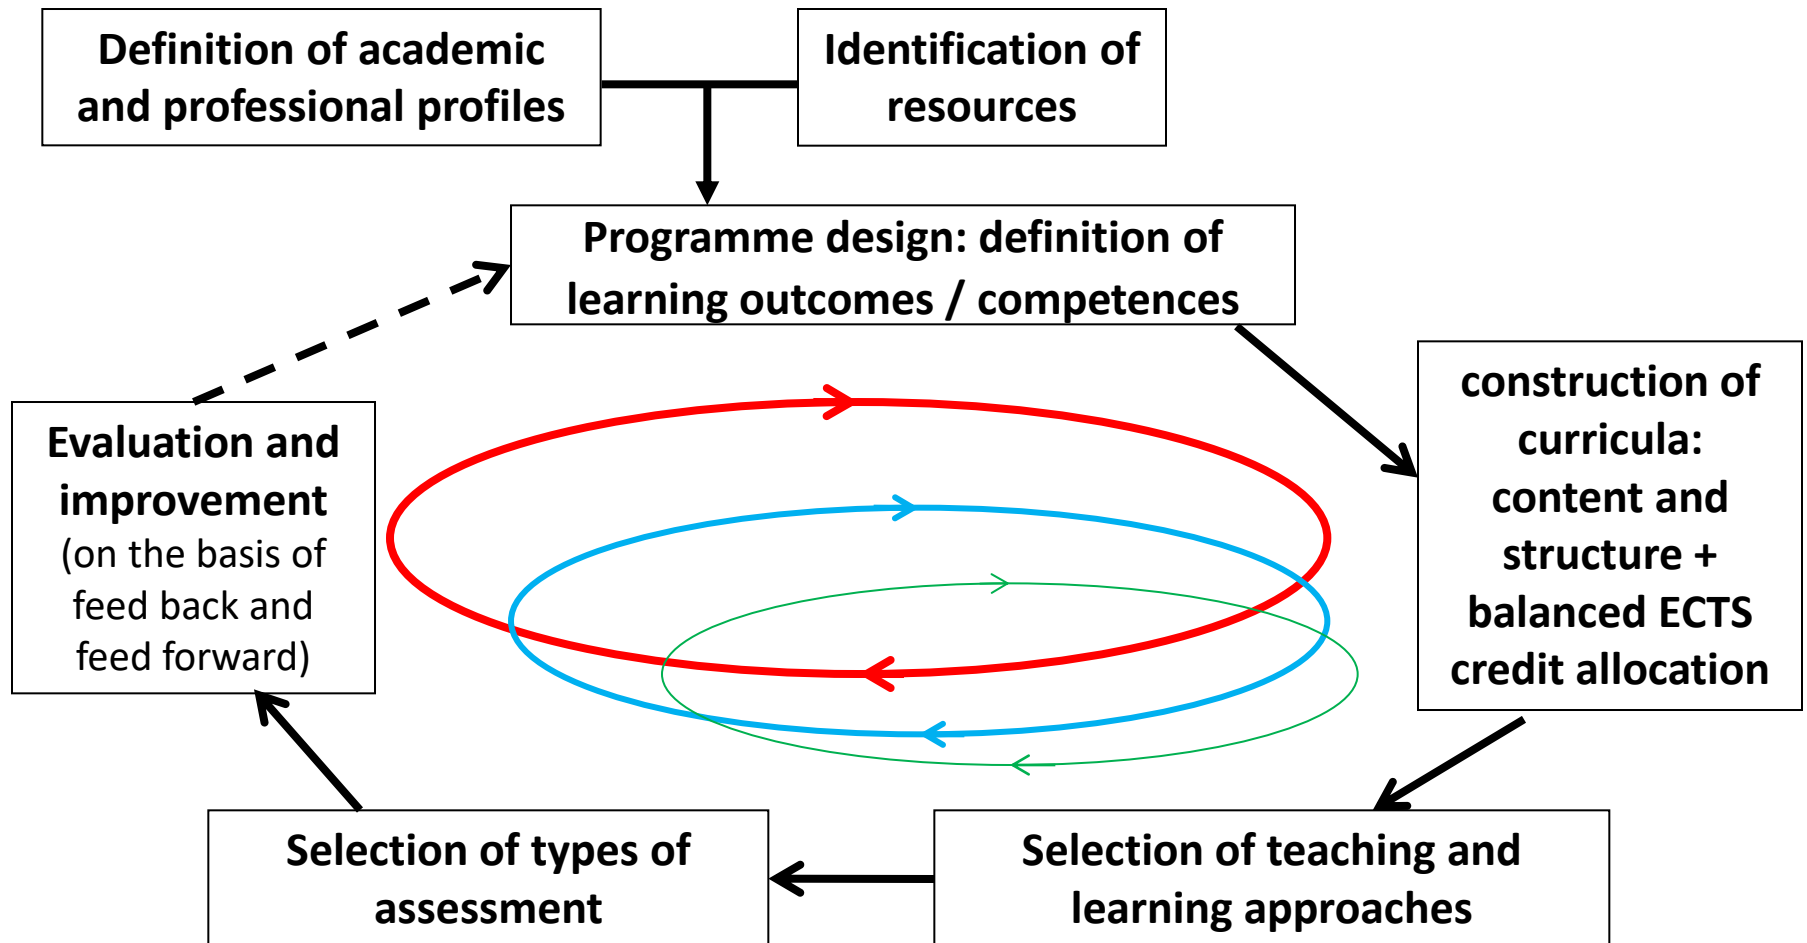 Definition of academic
and professional profiles
Identification of
resources
Programme design: definition of
learning outcomes / competences
construction of
curricula:
content and
structure +
balanced ECTS
credit allocation
Selection of teaching and
learning approaches
Selection of types of
assessment
Evaluation and
improvement
(on the basis of
feed back and
feed forward)